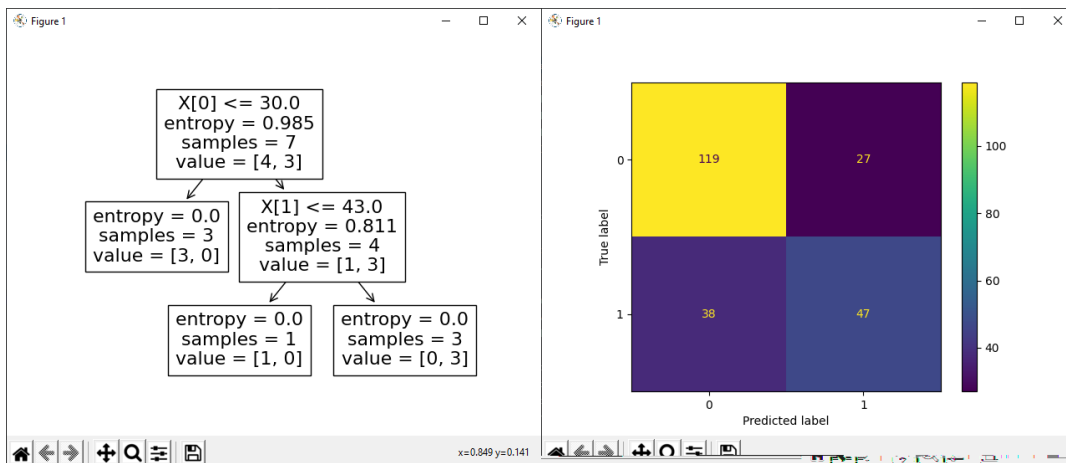 Figure 1
X[0] <= 30.0
entropy = 0.985
samples = 7
value = [4, 3]
entropy = 0.0
samples = 3
value = [3, 0]
X[1] <= 43.0
entropy = 0.811
samples = 4
value = [1, 3]
entropy = 0.0
samples = 1
value = [1, 0]
entropy = 0.0
samples = 3
value = [0, 3]
x=0.849 y=0.141
Figure 1
True label
0
1
119
27
38
47
0
1
Predicted label
100
80
60
40